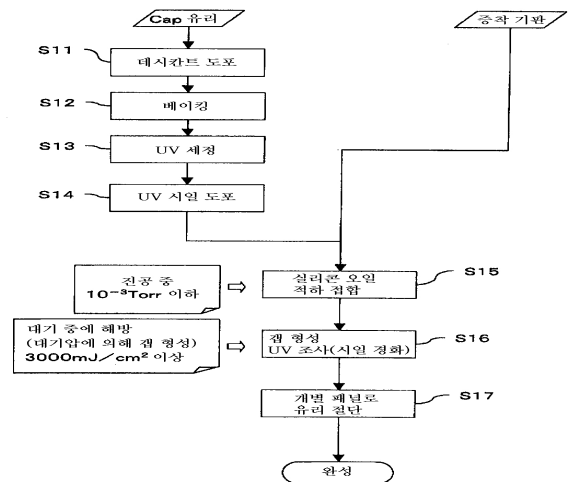 Cap 유리
증착 기판
S11
데시칸트 도포
S12
베이킹
S13
UV 세정
S14
UV 시일 도포
진공 중
10⁻³Torr 이하
실리콘 오일
적하 접합
S15
대기 중에 해방
(대기압에 의해 갭 형성)
3000mJ/cm² 이상
갭 형성
UV 조사(시일 경화)
S16
개별 패널로
유리 절단
S17
완성